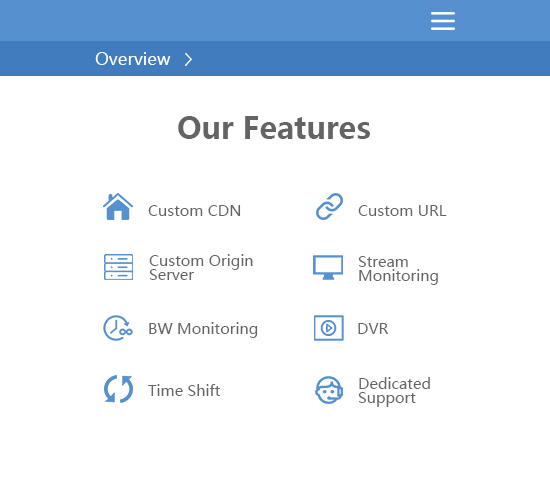 Overview
Our Features
Custom CDN
Custom URL
Custom Origin
Server
Stream
Monitoring
BW Monitoring
DVR
Time Shift
Dedicated
Support